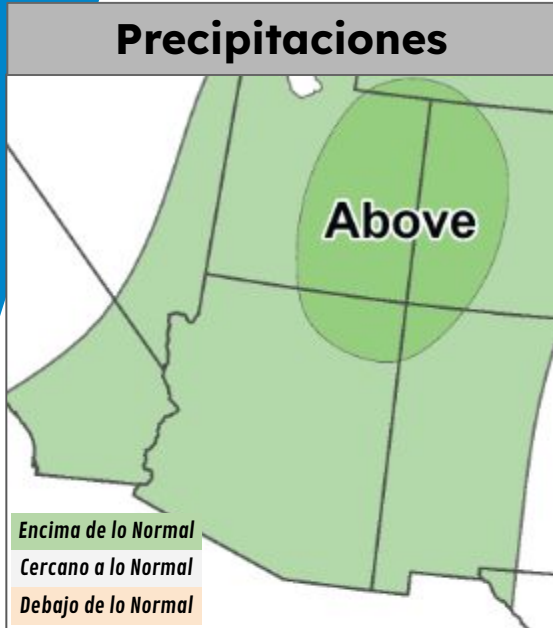 Precipitaciones
Above
Encima de lo Normal
Cercano a lo Normal
Debajo de lo Normal